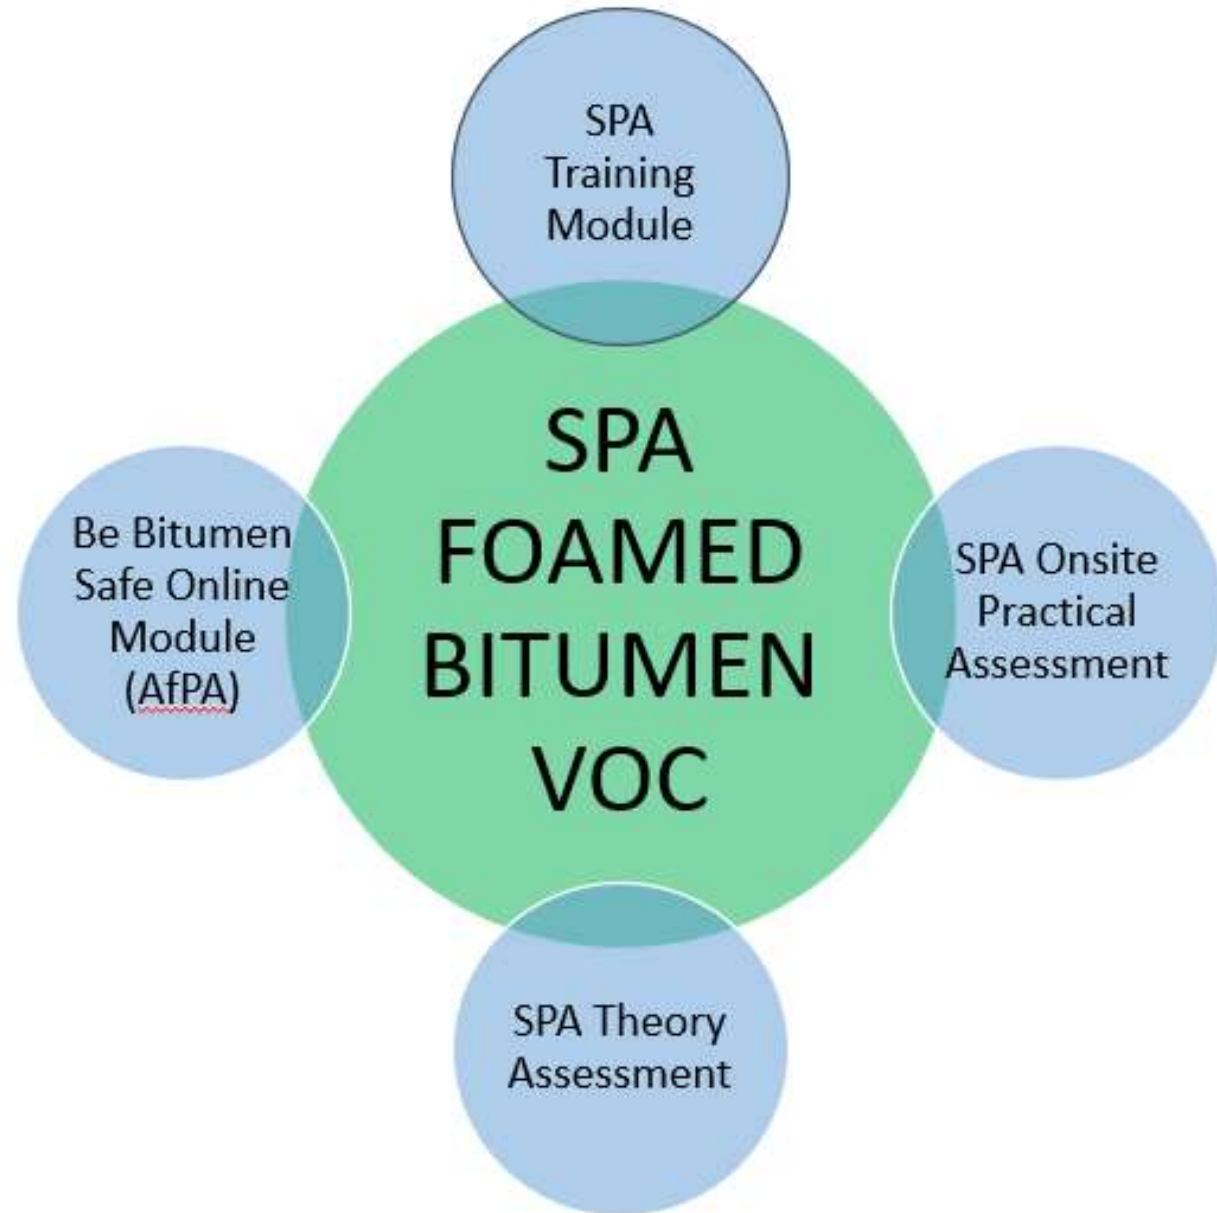 SPA
Training
Module
SPA
FOAMED
BITUMEN
VOC
Be Bitumen
Safe Online
Module
(AfPA)
SPA Onsite
Practical
Assessment
SPA Theory
Assessment